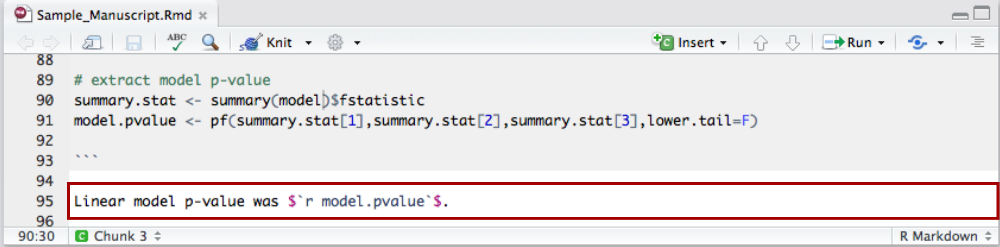 Sample_Manuscript.Rmd
ABC Knit Insert Run
88
89 # extract model p-value
90 summary.stat <- summary(model)$fstatistic
91 model.pvalue <- pf(summary.stat[1],summary.stat[2],summary.stat[3],lower.tail=F)
92
93 ```
94
95 Linear model p-value was $`r model.pvalue`$.
96
90:30 C Chunk 3 R Markdown